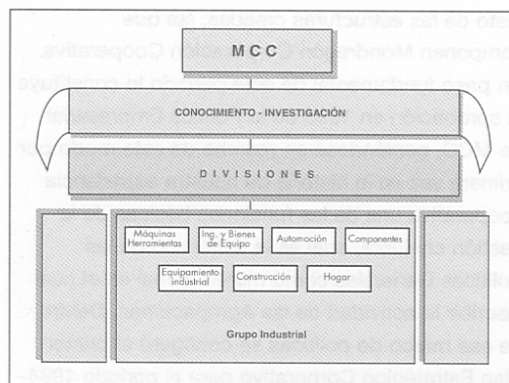 MCC
CONOCIMIENTO - INVESTIGACIÓN
DIVISIONES
Máquinas
Herramientas
Ing. y Bienes
de Equipo
Automoción
Componentes
Equipamiento
industrial
Construcción
Hogar
Grupo Industrial